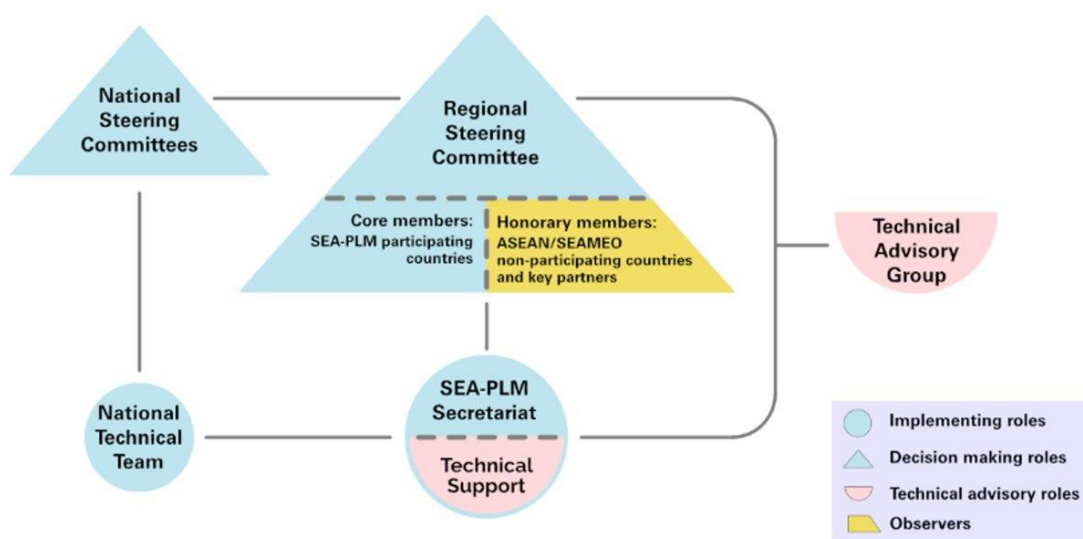 National
Steering
Committees
Regional
Steering
Committee
Core members:
SEA-PLM participating
countries
Honorary members:
ASEAN/SEAMEO
non-participating countries
and key partners
Technical
Advisory
Group
National
Technical
Team
SEA-PLM
Secretariat
Technical
Support
Implementing roles
Decision making roles
Technical advisory roles
Observers